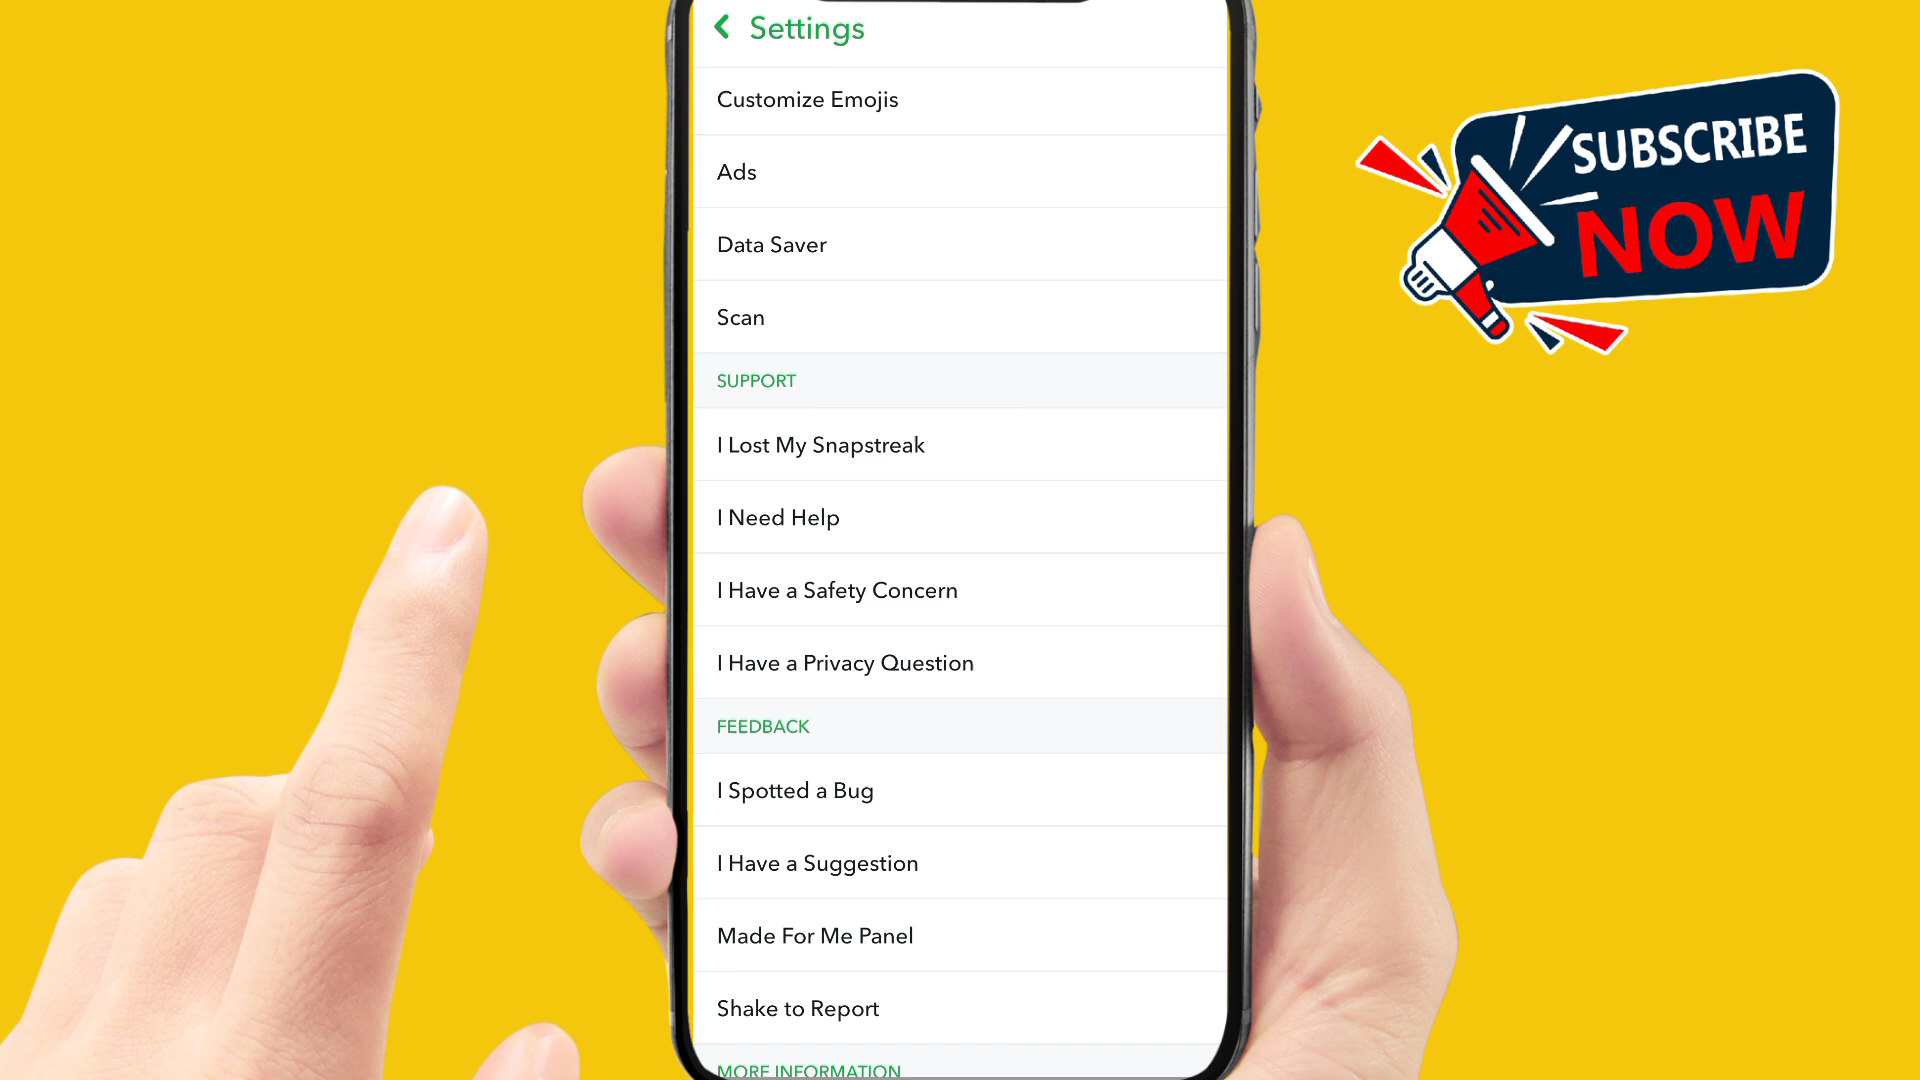 Settings
Customize Emojis
Ads
Data Saver
Scan
SUPPORT
I Lost My Snapstreak
I Need Help
I Have a Safety Concern
I Have a Privacy Question
FEEDBACK
I Spotted a Bug
I Have a Suggestion
Made For Me Panel
Shake to Report
MORE INFORMATION
SUBSCRIBE
NOW